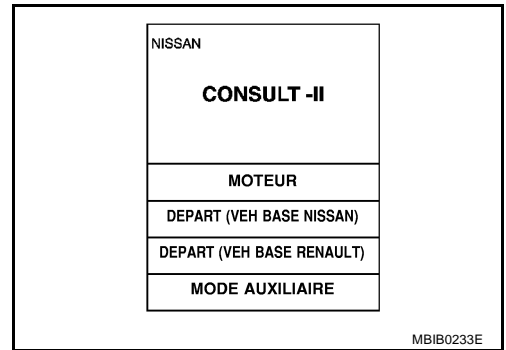 NISSAN
CONSULT -II
MOTEUR
DEPART (VEH BASE NISSAN)
DEPART (VEH BASE RENAULT)
MODE AUXILIAIRE
MBIB0233E